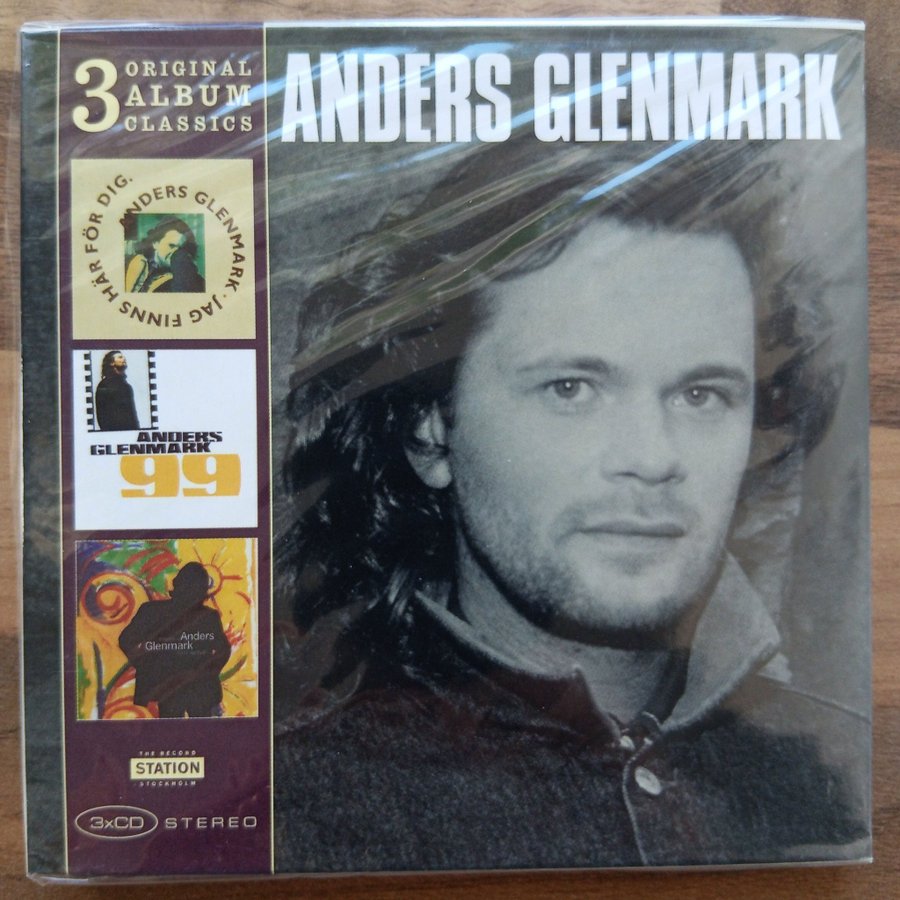 3 ORIGINAL
ALBUM
CLASSICS
ANDERS GLENMARK
ANDERS GLENMARK · JAG FINNS HÄR FÖR DIG.
ANDERS
GLENMARK
99
Anders
Glenmark
THE RECORD
STATION
STOCKHOLM
3xCD STEREO